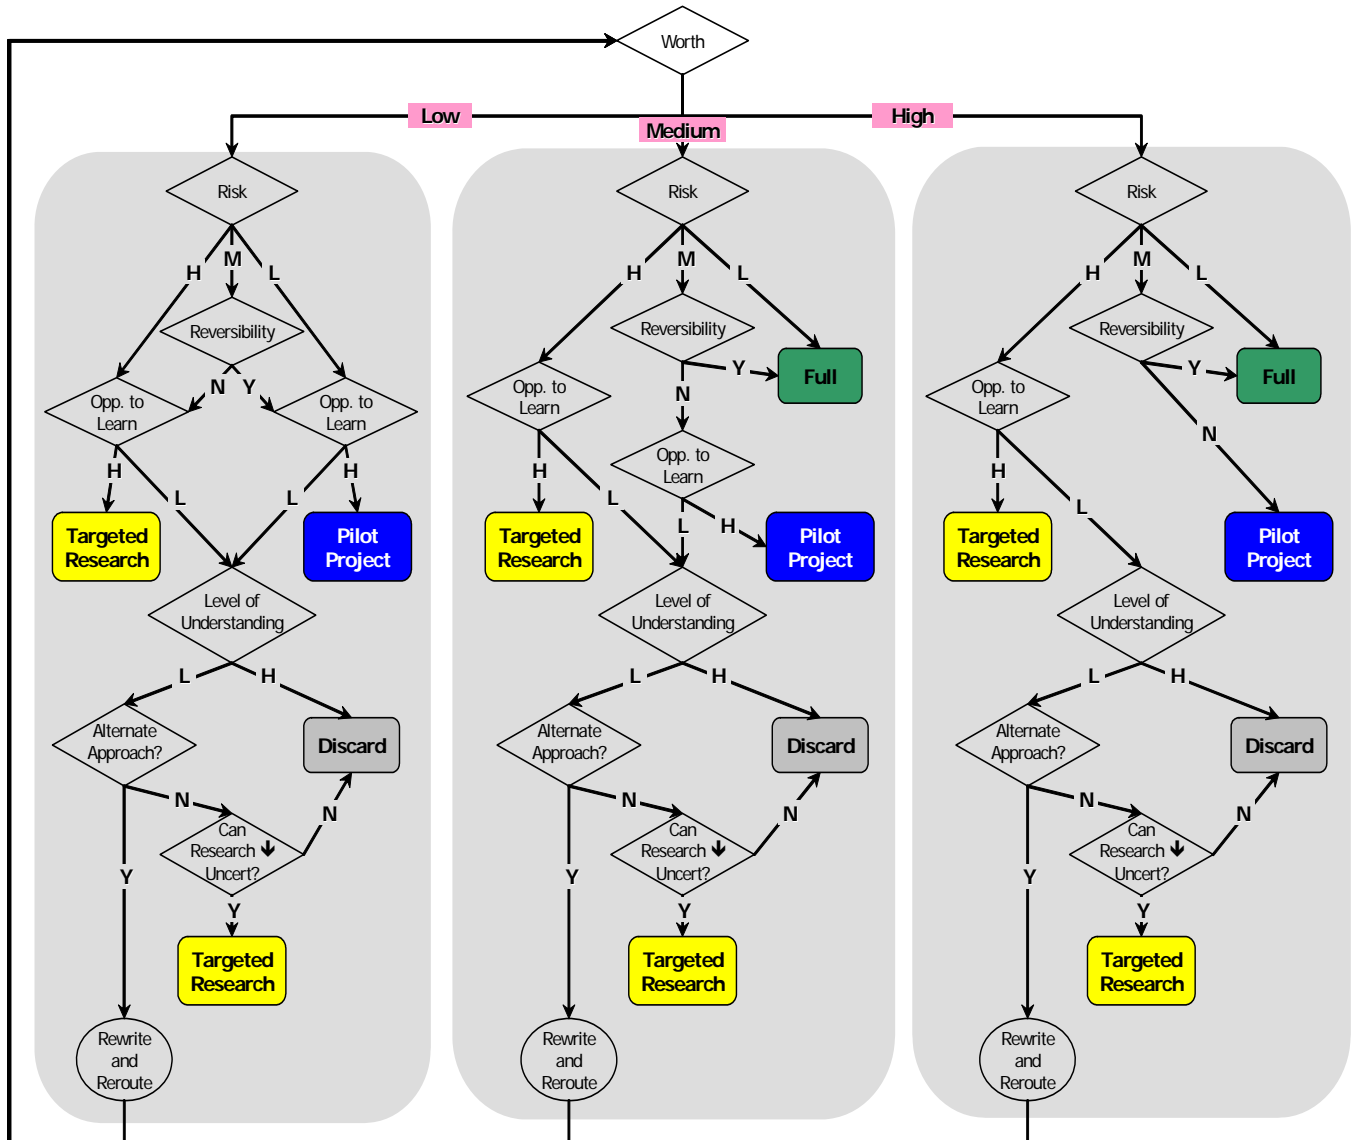 Worth
Low
Medium
High
Risk
H
M
L
Reversibility
N
Y
Opp. to
Learn
Opp. to
Learn
H
L
L
H
Targeted
Research
Pilot
Project
Level of
Understanding
L
H
Alternate
Approach?
Discard
N
N
Can
Research 🡻
Uncert?
Y
Y
Targeted
Research
Rewrite
and
Reroute
Risk
H
M
L
Reversibility
Y
Full
Opp. to
Learn
N
Opp. to
Learn
H
L
L
H
Targeted
Research
Pilot
Project
Level of
Understanding
L
H
Alternate
Approach?
Discard
N
N
Can
Research 🡻
Uncert?
Y
Y
Targeted
Research
Rewrite
and
Reroute
Risk
H
M
L
Reversibility
Y
Full
Opp. to
Learn
N
H
L
Targeted
Research
Pilot
Project
Level of
Understanding
L
H
Alternate
Approach?
Discard
N
N
Can
Research 🡻
Uncert?
Y
Y
Targeted
Research
Rewrite
and
Reroute